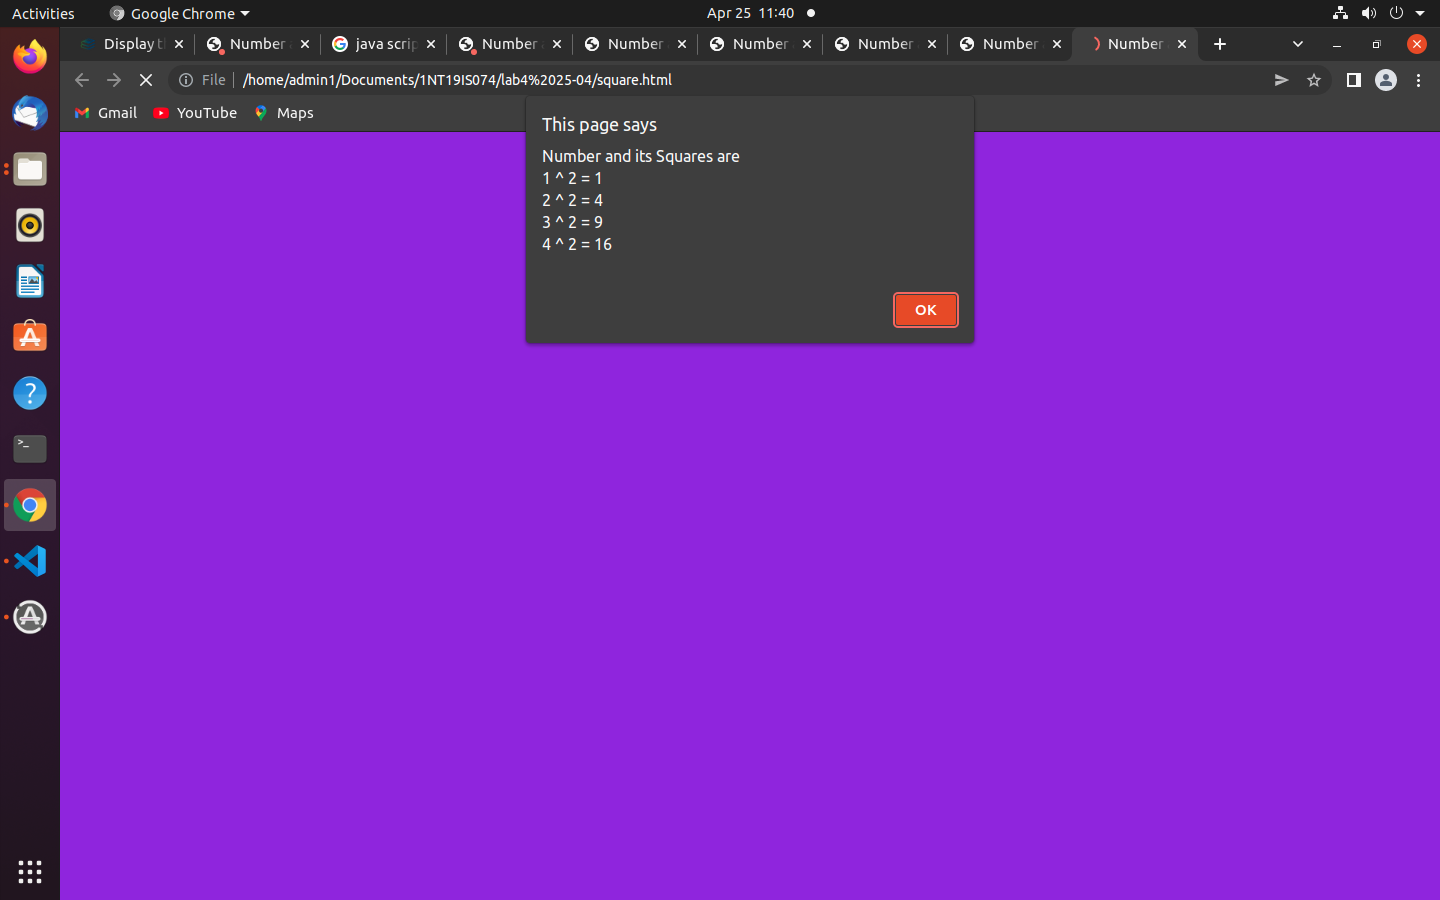 Activities
Google Chrome
Apr 25 11:40
Display t
Number
java scrip
Number
Number
Number
Number
Number
Number
File
/home/admin1/Documents/1NT19IS074/lab4%2025-04/square.html
Gmail
YouTube
Maps
This page says
Number and its Squares are
1 ^ 2 = 1
2 ^ 2 = 4
3 ^ 2 = 9
4 ^ 2 = 16
OK